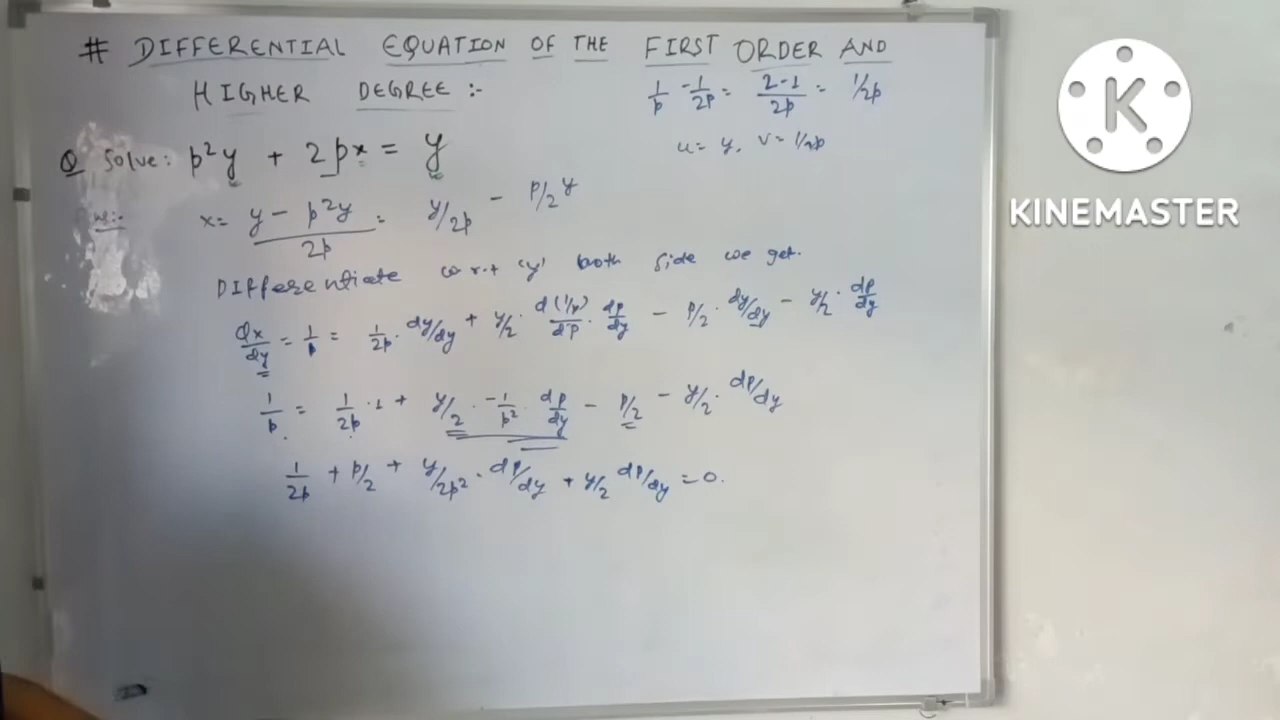 # DIFFERENTIAL EQUATION OF THE FIRST ORDER AND
HIGHER DEGREE :-
1/p - 1/2p = 2-1/2p = 1/2p
u = y, v = 1/2p
Q Solve: p²y + 2px = y
x = y - p²y / 2p = y/2p - p/2 y
Differentiate w.r.t 'y' both side we get.
dx/dy = 1/p = 1/2p · dy/dy + y/2 · d(1/p)/dp · dp/dy - p/2 · dy/dy - y/2 · dp/dy
1/p = 1/2p · 1 + y/2 · -1/p² · dp/dy - p/2 - y/2 · dp/dy
1/2p + p/2 + y/2p² · dp/dy + y/2 dp/dy = 0.
K
KINEMASTER